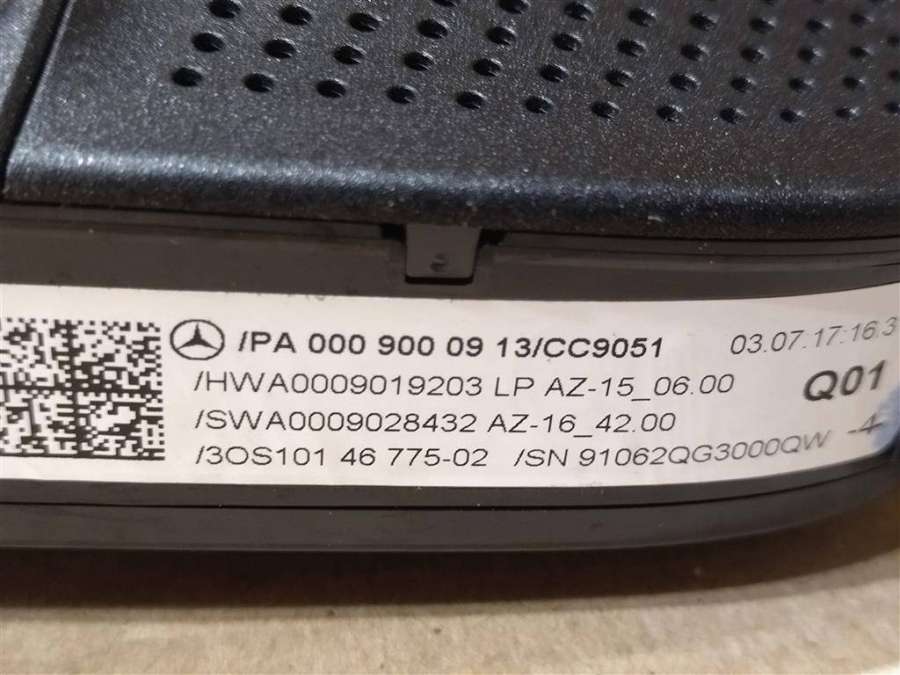 /PA 000 900 09 13/CC9051 03.07.17:16:3
/HWA0009019203 LP AZ-15_06.00 Q01
/SWA0009028432 AZ-16_42.00
/3OS101 46 775-02 /SN 91062QG3000QW -4